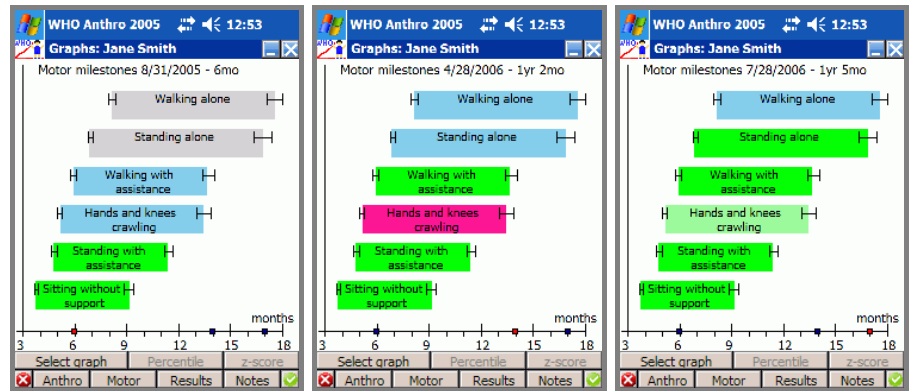 WHO Anthro 2005 12:53
WHO Graphs: Jane Smith
Motor milestones 8/31/2005 - 6mo
Walking alone
Standing alone
Walking with
assistance
Hands and knees
crawling
Standing with
assistance
Sitting without
support
months
3 6 9 12 15 18
Select graph Percentile z-score
Anthro Motor Results Notes
WHO Anthro 2005 12:53
WHO Graphs: Jane Smith
Motor milestones 4/28/2006 - 1yr 2mo
Walking alone
Standing alone
Walking with
assistance
Hands and knees
crawling
Standing with
assistance
Sitting without
support
months
3 6 9 12 15 18
Select graph Percentile z-score
Anthro Motor Results Notes
WHO Anthro 2005 12:53
WHO Graphs: Jane Smith
Motor milestones 7/28/2006 - 1yr 5mo
Walking alone
Standing alone
Walking with
assistance
Hands and knees
crawling
Standing with
assistance
Sitting without
support
months
3 6 9 12 15 18
Select graph Percentile z-score
Anthro Motor Results Notes